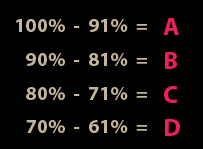 100% - 91% = A
90% - 81% = B
80% - 71% = C
70% - 61% = D